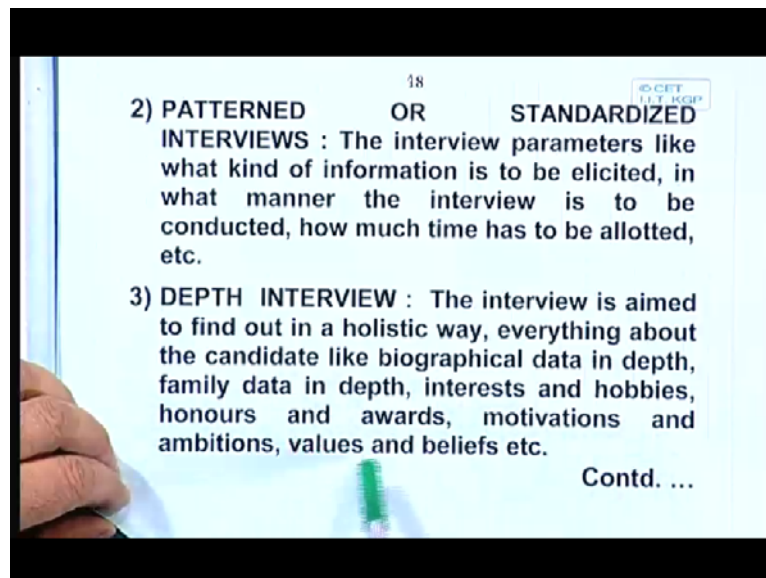 18
© CET
I.I.T. KGP
2) PATTERNED OR STANDARDIZED
INTERVIEWS : The interview parameters like
what kind of information is to be elicited, in
what manner the interview is to be
conducted, how much time has to be allotted,
etc.
3) DEPTH INTERVIEW : The interview is aimed
to find out in a holistic way, everything about
the candidate like biographical data in depth,
family data in depth, interests and hobbies,
honours and awards, motivations and
ambitions, values and beliefs etc.
Contd. ...